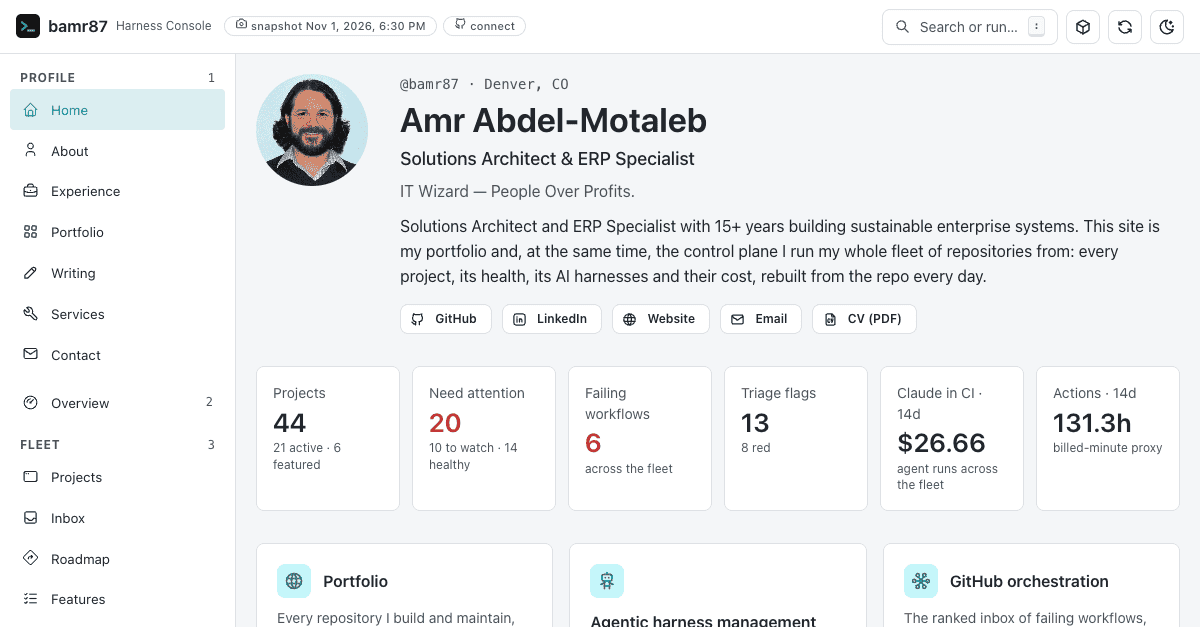 bamr87 Harness Console
snapshot Nov 1, 2026, 6:30 PM
connect
Search or run... :
PROFILE 1
Home
About
Experience
Portfolio
Writing
Services
Contact
Overview 2
FLEET 3
Projects
Inbox
Roadmap
Features
@bamr87 · Denver, CO
Amr Abdel-Motaleb
Solutions Architect & ERP Specialist
IT Wizard — People Over Profits.
Solutions Architect and ERP Specialist with 15+ years building sustainable enterprise systems. This site is
my portfolio and, at the same time, the control plane I run my whole fleet of repositories from: every
project, its health, its AI harnesses and their cost, rebuilt from the repo every day.
GitHub
LinkedIn
Website
Email
CV (PDF)
Projects
44
21 active · 6
featured
Need attention
20
10 to watch · 14
healthy
Failing
workflows
6
across the fleet
Triage flags
13
8 red
Claude in CI ·
14d
$26.66
agent runs across
the fleet
Actions · 14d
131.3h
billed-minute proxy
Portfolio
Every repository I build and maintain,
Agentic harness management
GitHub orchestration
The ranked inbox of failing workflows,